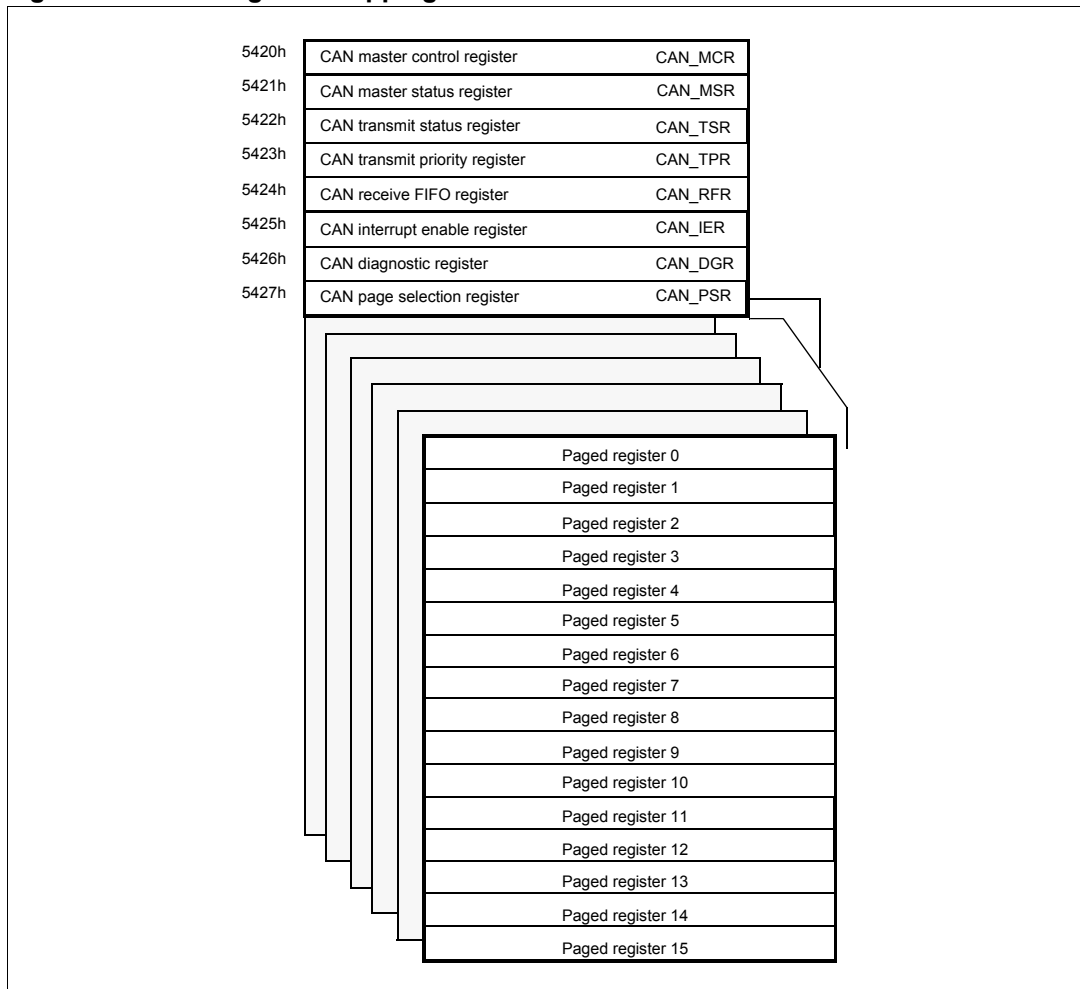 5420h CAN master control register CAN_MCR
5421h CAN master status register CAN_MSR
5422h CAN transmit status register CAN_TSR
5423h CAN transmit priority register CAN_TPR
5424h CAN receive FIFO register CAN_RFR
5425h CAN interrupt enable register CAN_IER
5426h CAN diagnostic register CAN_DGR
5427h CAN page selection register CAN_PSR
Paged register 0
Paged register 1
Paged register 2
Paged register 3
Paged register 4
Paged register 5
Paged register 6
Paged register 7
Paged register 8
Paged register 9
Paged register 10
Paged register 11
Paged register 12
Paged register 13
Paged register 14
Paged register 15